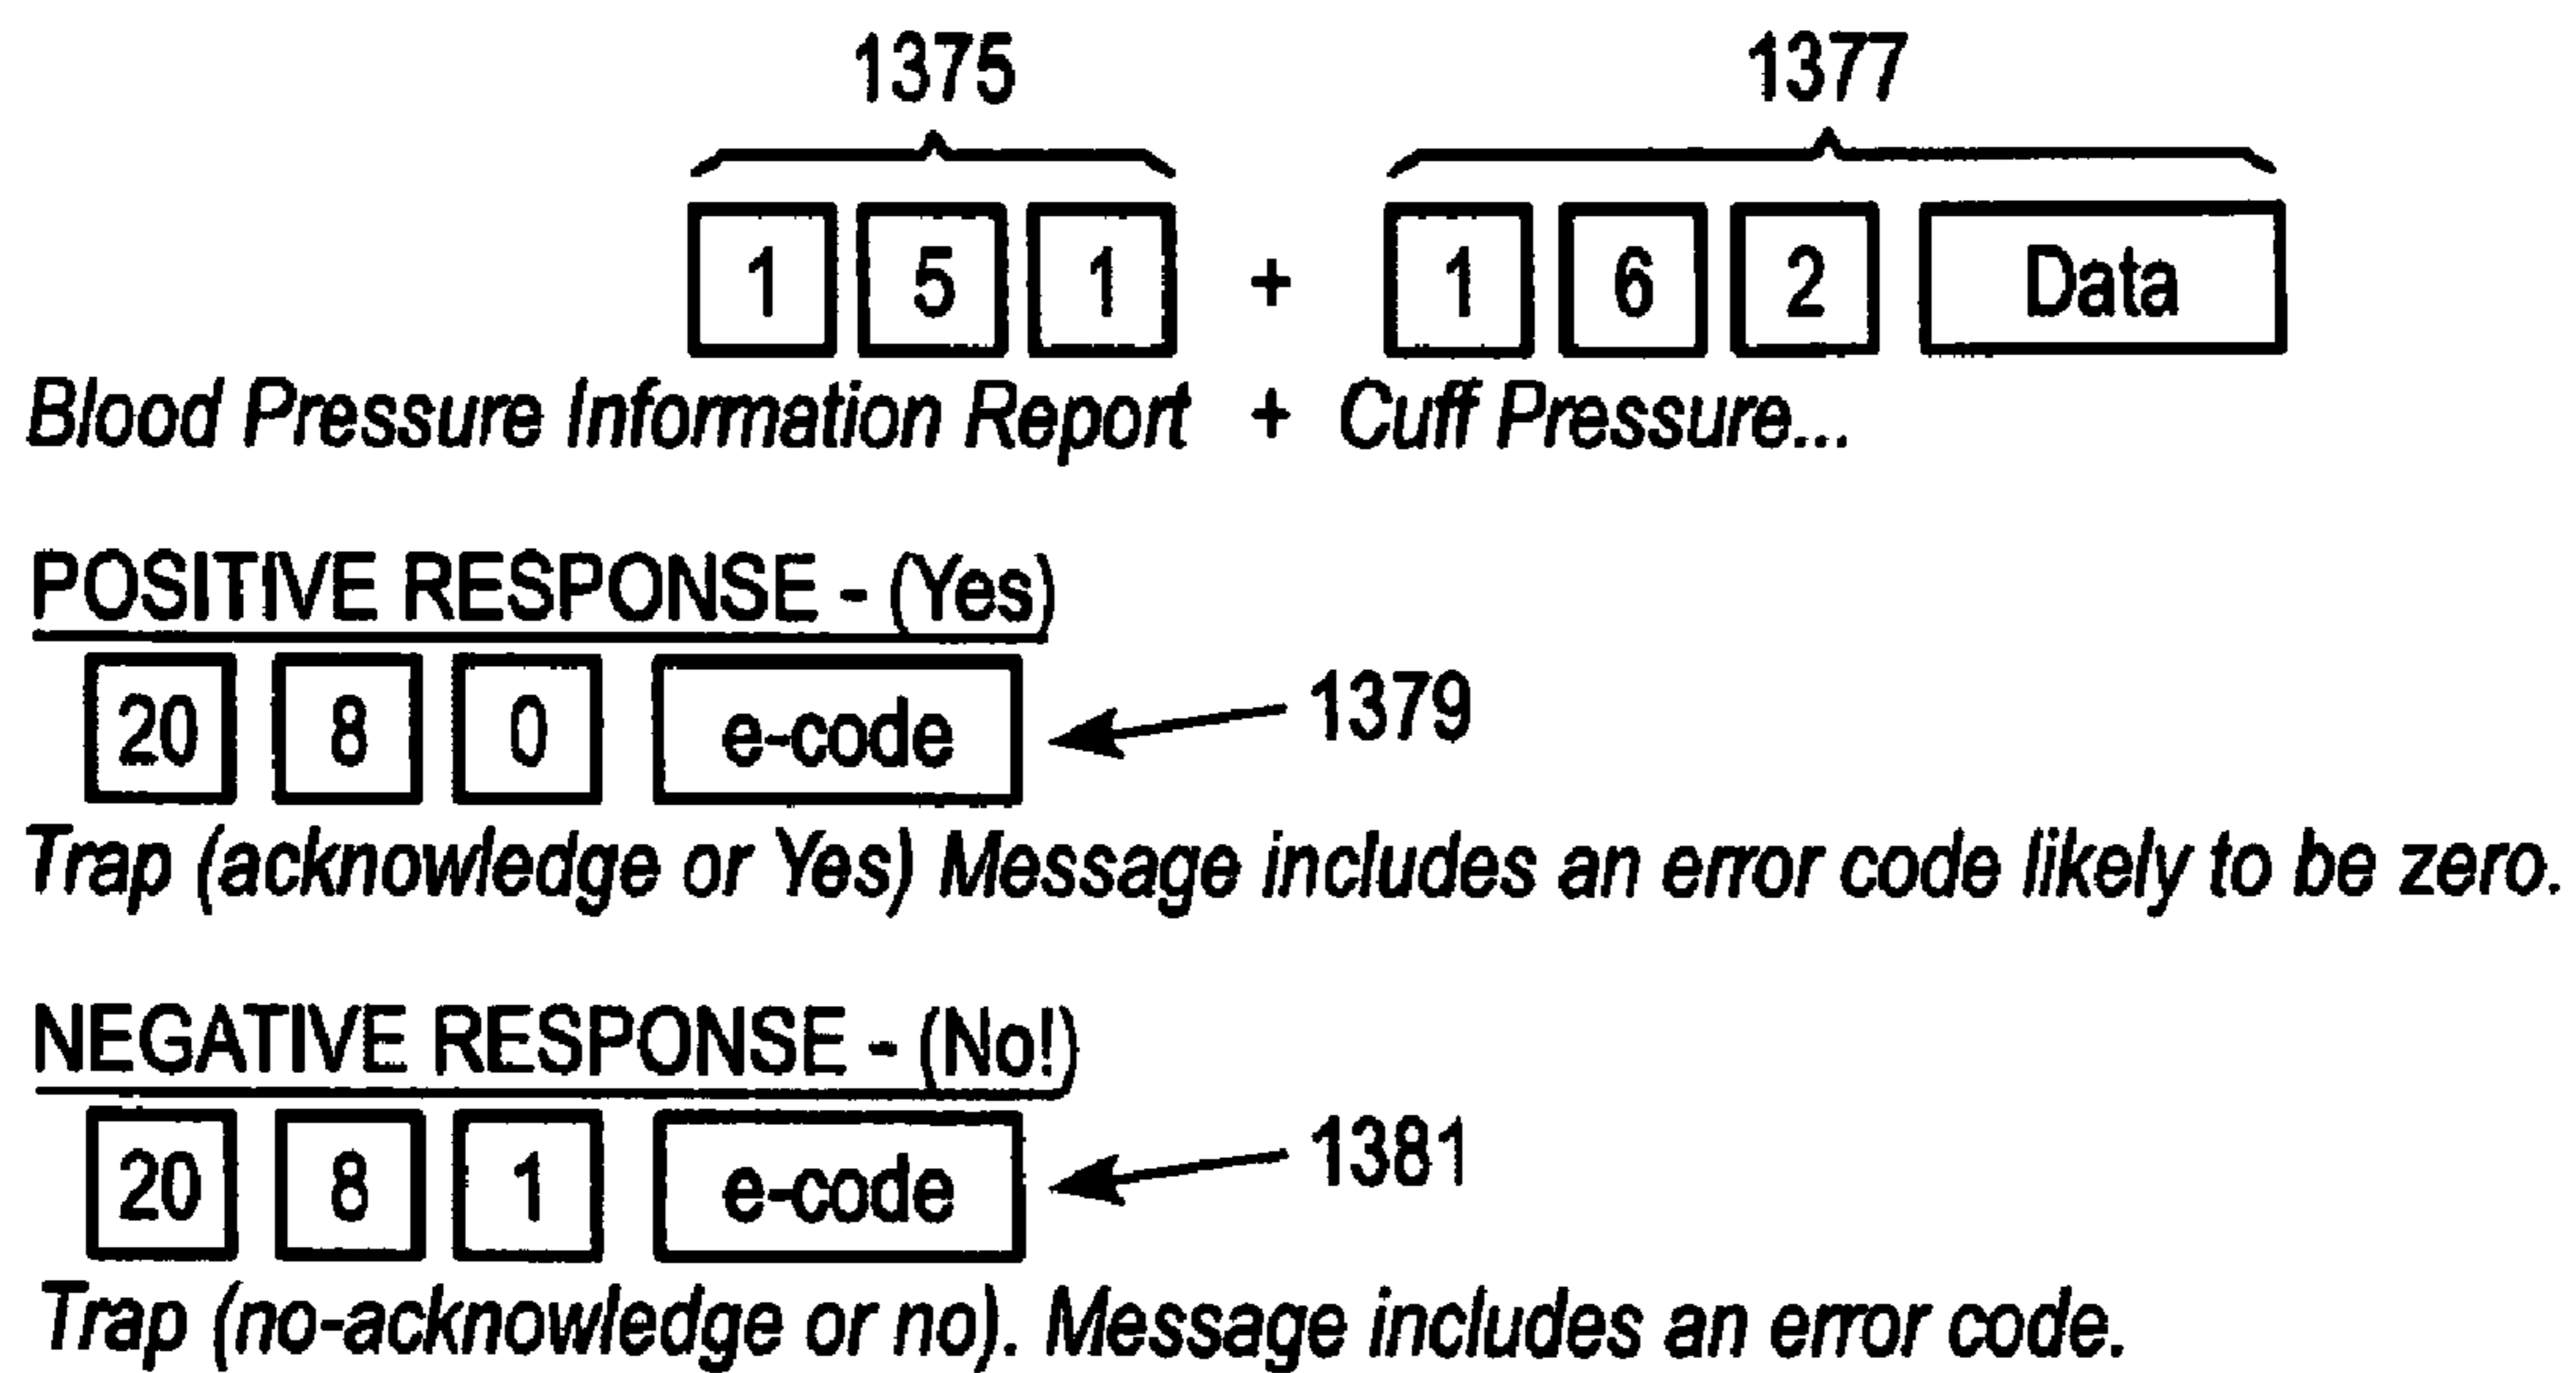 1375 1377
1 5 1 + 1 6 2 Data
Blood Pressure Information Report + Cuff Pressure...
POSITIVE RESPONSE - (Yes)
20 8 0 e-code 1379
Trap (acknowledge or Yes) Message includes an error code likely to be zero.
NEGATIVE RESPONSE - (No!)
20 8 1 e-code 1381
Trap (no-acknowledge or no). Message includes an error code.